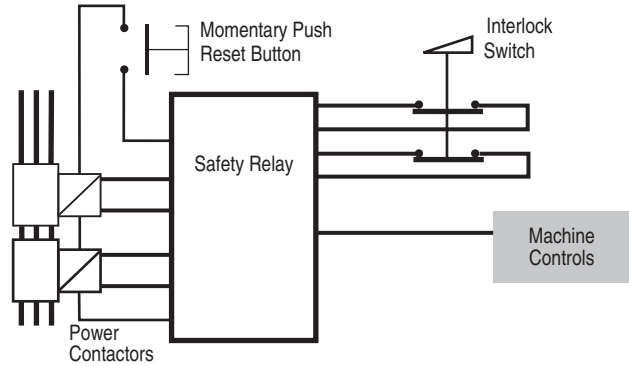 Momentary Push
Reset Button
Interlock
Switch
Safety Relay
Machine
Controls
Power
Contactors